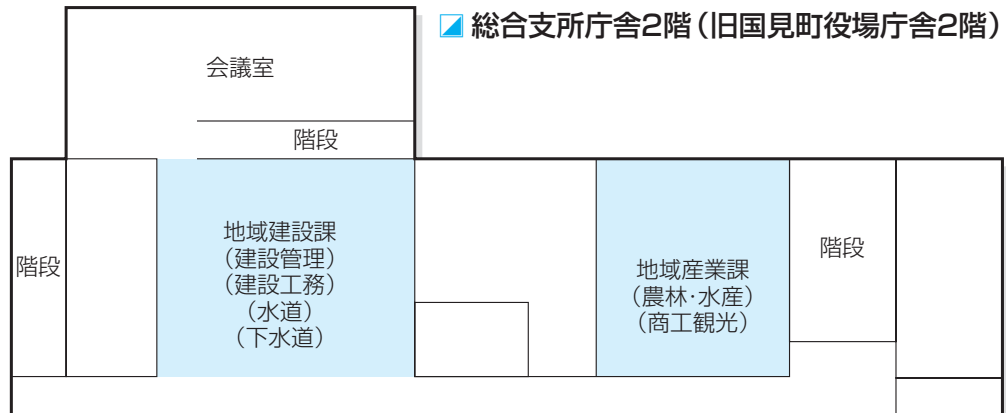 総合支所庁舎2階(旧国見町役場庁舎2階)
会議室
階段
階段
地域建設課
(建設管理)
(建設工務)
(水道)
(下水道)
地域産業課
(農林・水産)
(商工観光)
階段